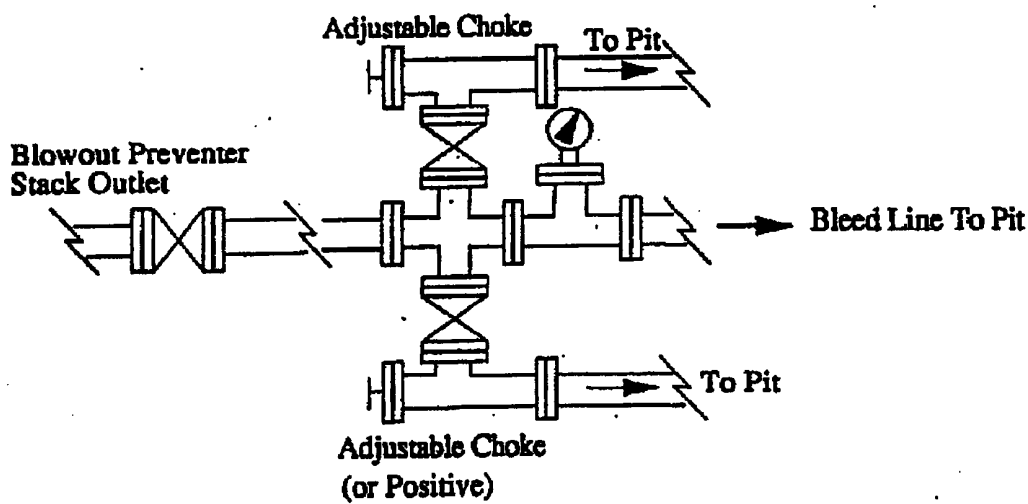 Adjustable Choke
To Pit
Blowout Preventer
Stack Outlet
Bleed Line To Pit
To Pit
Adjustable Choke
(or Positive)